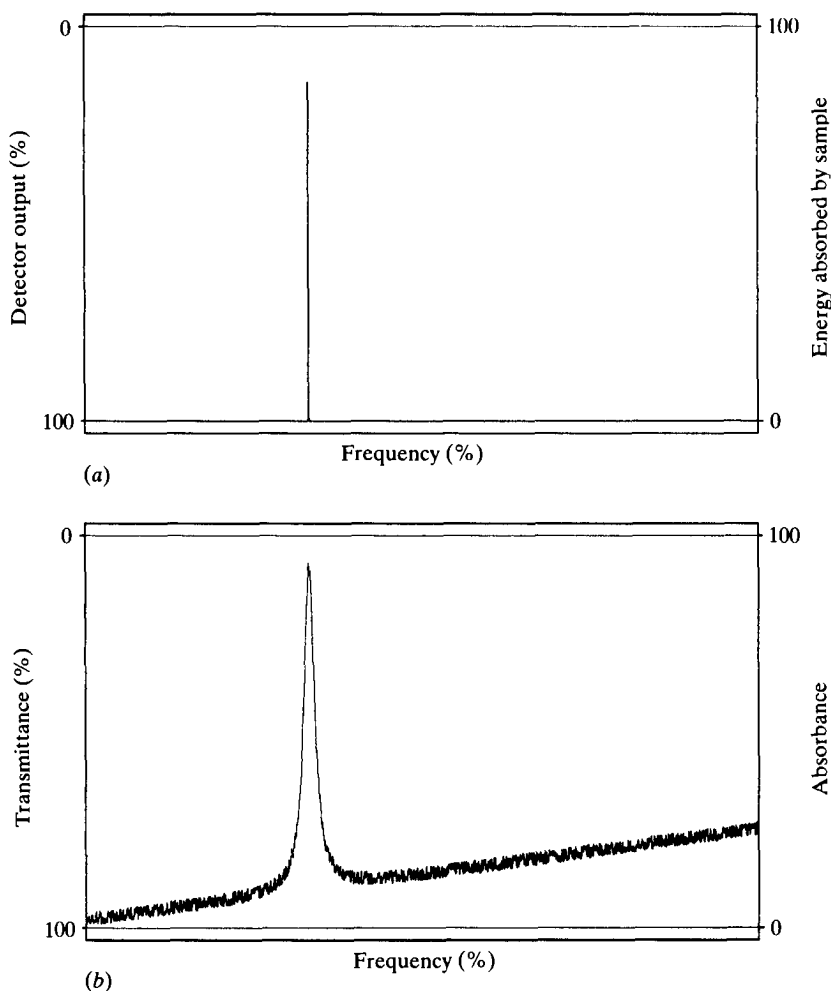 0
100
Detector output (%)
Energy absorbed by sample
100
0
Frequency (%)
(a)
0
100
Transmittance (%)
Absorbance
100
0
Frequency (%)
(b)